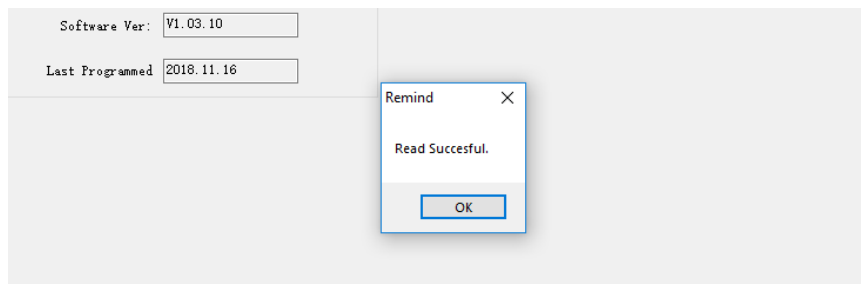 Software Ver: V1.03.10
Last Programmed 2018.11.16
Remind
Read Succesful.
OK